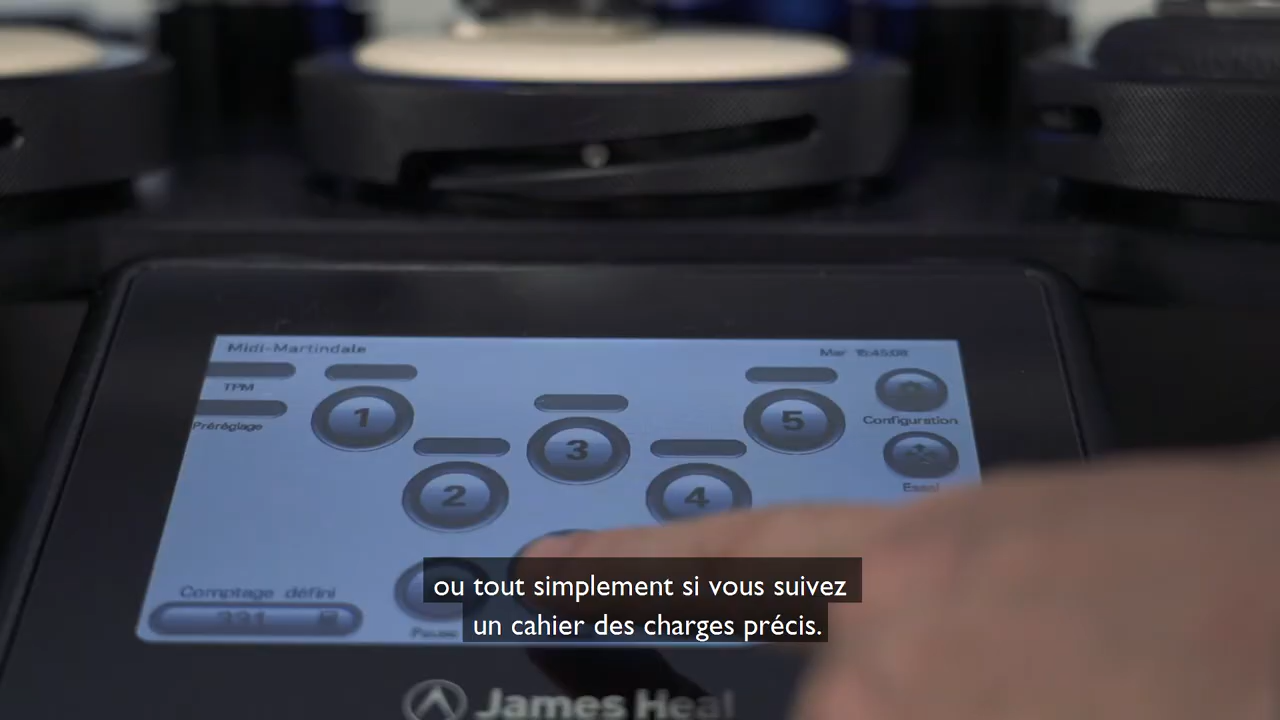 Midi-Martindale
Mar 15:45:08
TPM
Préréglage
1
2
3
4
5
Configuration
Essai
Comptage défini
331
Pause
ou tout simplement si vous suivez
un cahier des charges précis.
James Heal